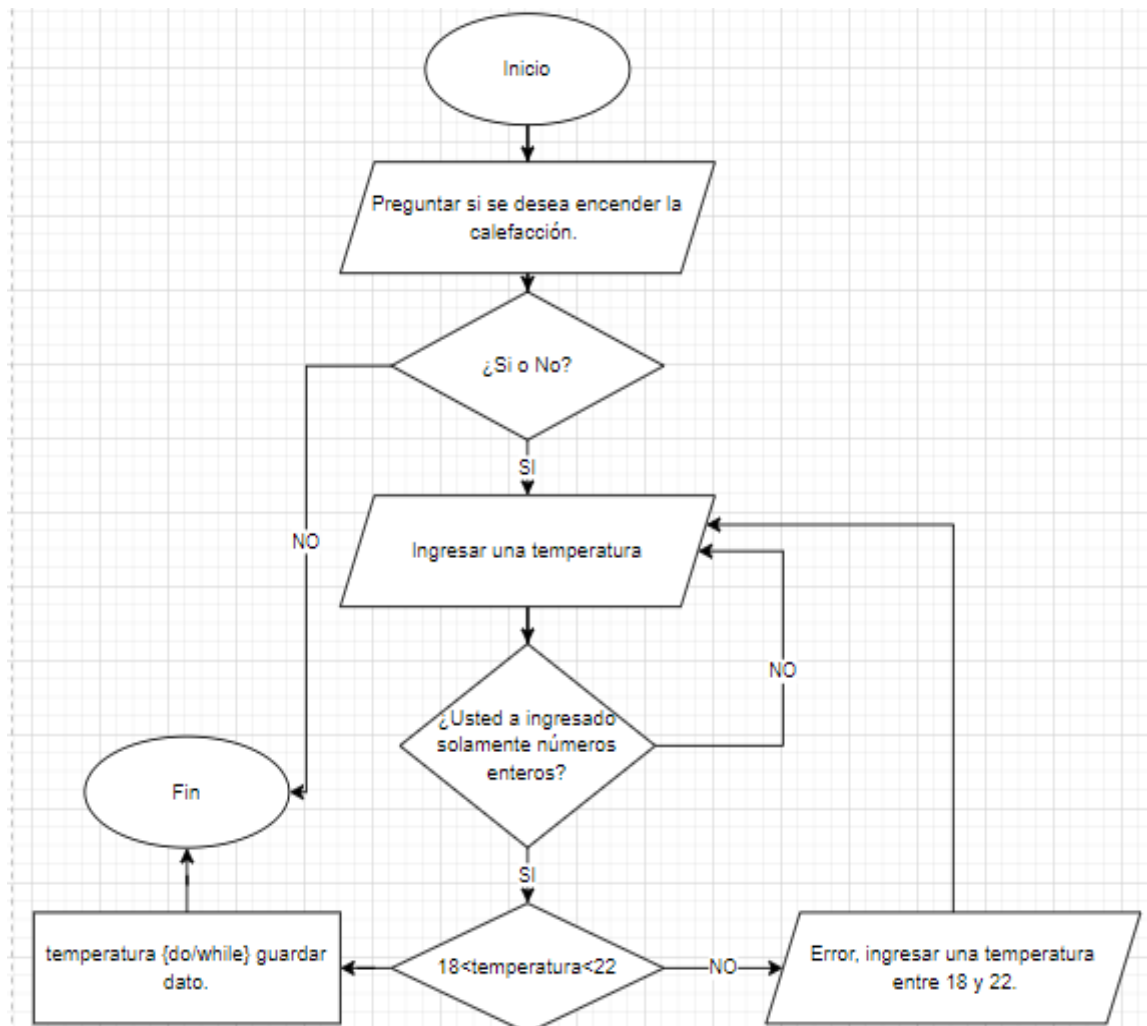 Inicio
Preguntar si se desea encender la
calefacción.
¿Si o No?
SI
NO
Ingresar una temperatura
NO
¿Usted a ingresado
solamente números
enteros?
Fin
SI
temperatura {do/while} guardar
dato.
18<temperatura<22
NO
Error, ingresar una temperatura
entre 18 y 22.